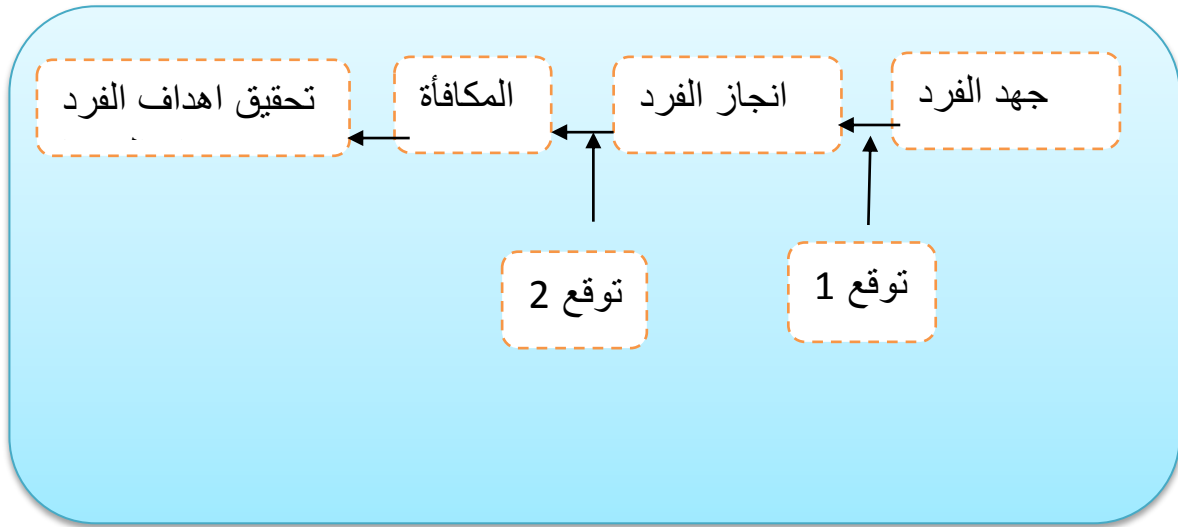 جهد الفرد
انجاز الفرد
المكافأة
تحقيق اهداف الفرد
توقع 1
توقع 2